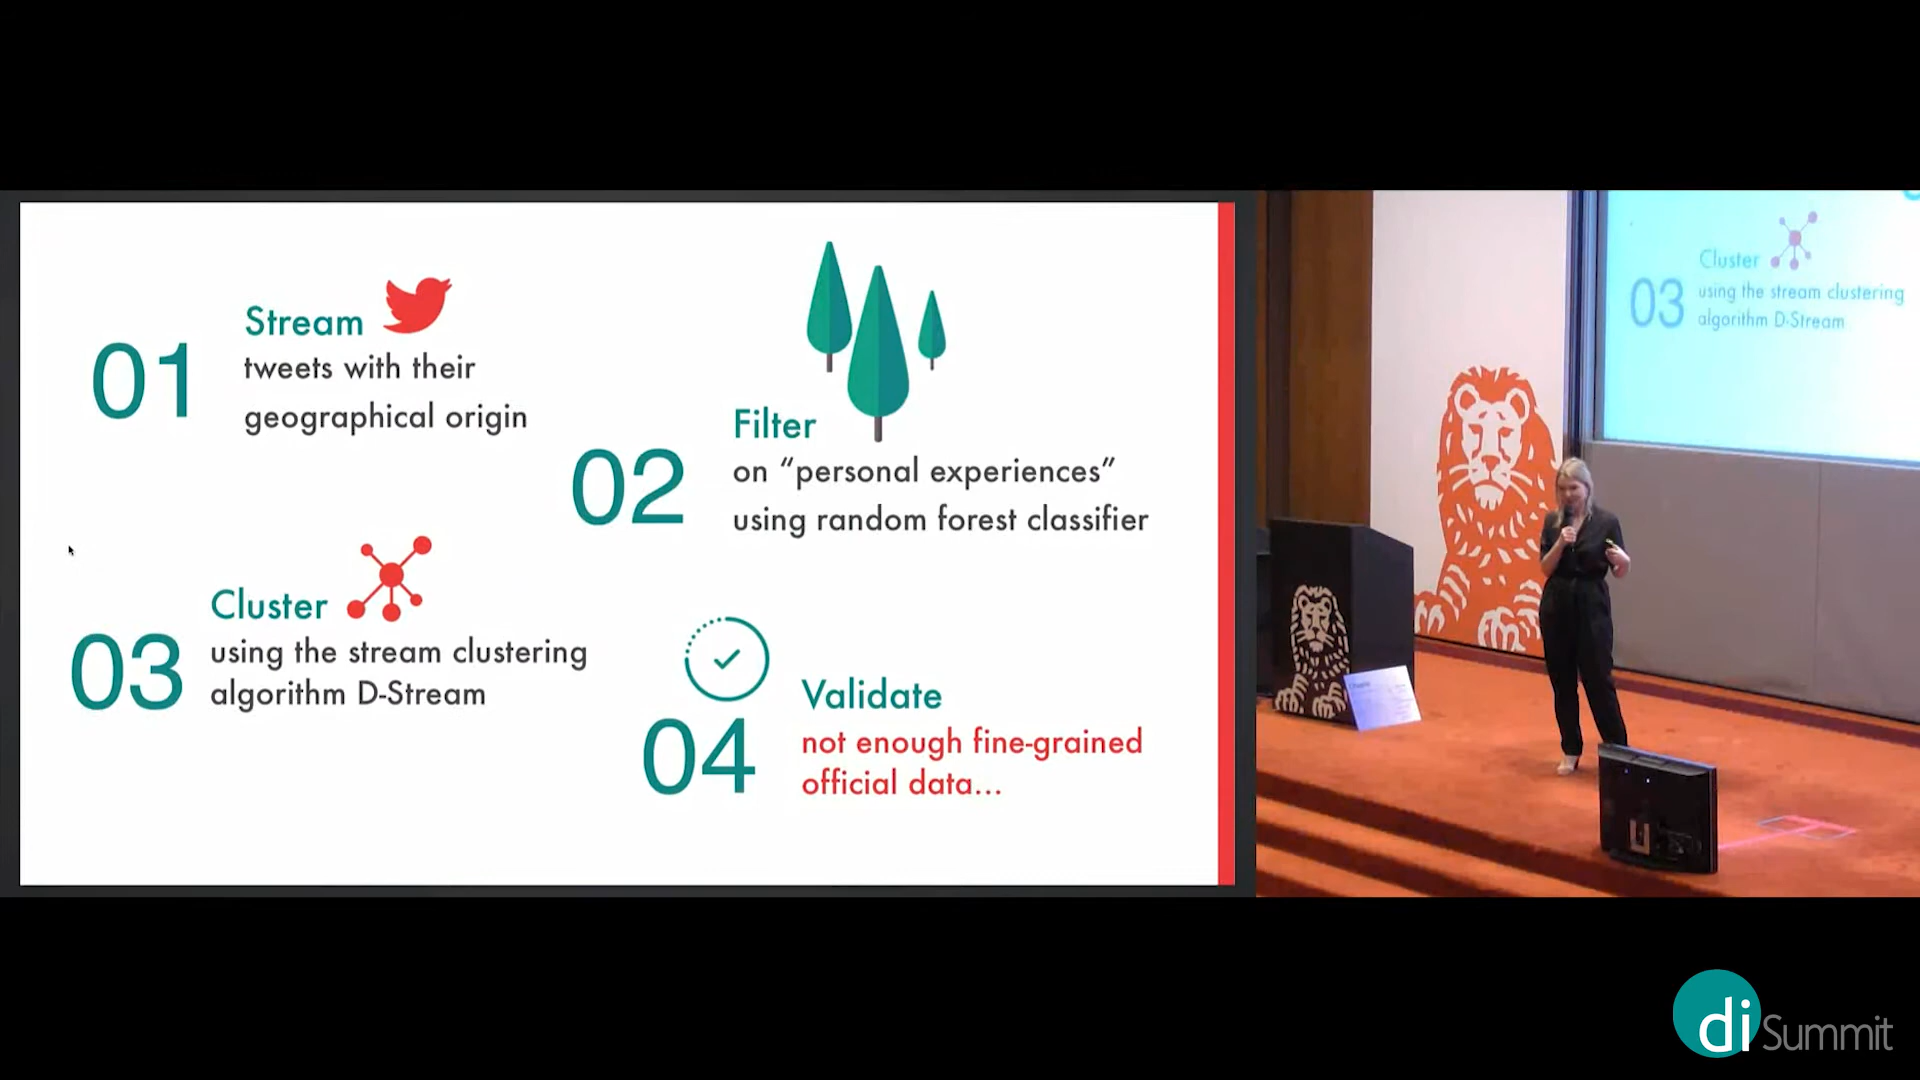 01
Stream
tweets with their
geographical origin
02
Filter
on “personal experiences”
using random forest classifier
03
Cluster
using the stream clustering
algorithm D-Stream
04
Validate
not enough fine-grained
official data...
Cluster
03
using the stream clustering
algorithm D-Stream
di Summit